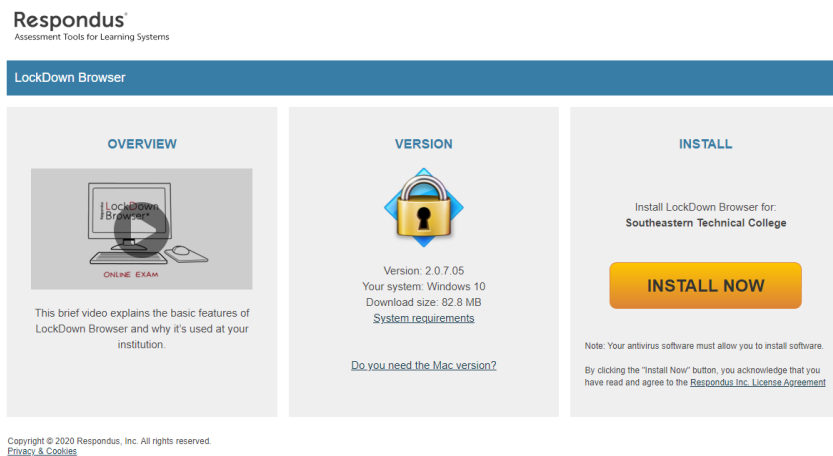 Respondus
Assessment Tools for Learning Systems
LockDown Browser
OVERVIEW
LockDown
Browser
ONLINE EXAM
This brief video explains the basic features of
LockDown Browser and why it's used at your
institution.
VERSION
Version: 2.0.7.05
Your system: Windows 10
Download size: 82.8 MB
System requirements
Do you need the Mac version?
INSTALL
Install LockDown Browser for:
Southeastern Technical College
INSTALL NOW
Note: Your antivirus software must allow you to install software.
By clicking the "Install Now" button, you acknowledge that you
have read and agree to the Respondus Inc. License Agreement
Copyright © 2020 Respondus, Inc. All rights reserved.
Privacy & Cookies